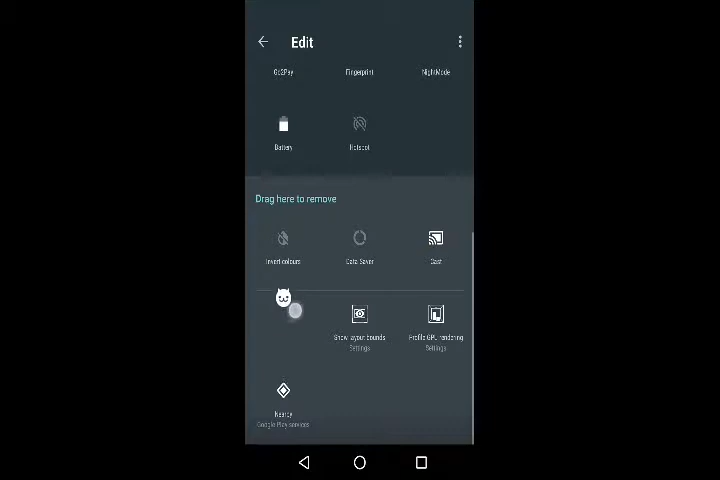 Edit
Go2Pay Fingerprint NightMode
Battery Hotspot
Drag here to remove
Invert colours Data Saver Cast
Show layout bounds Profile GPU rendering
Settings Settings
Nearby
Google Play services